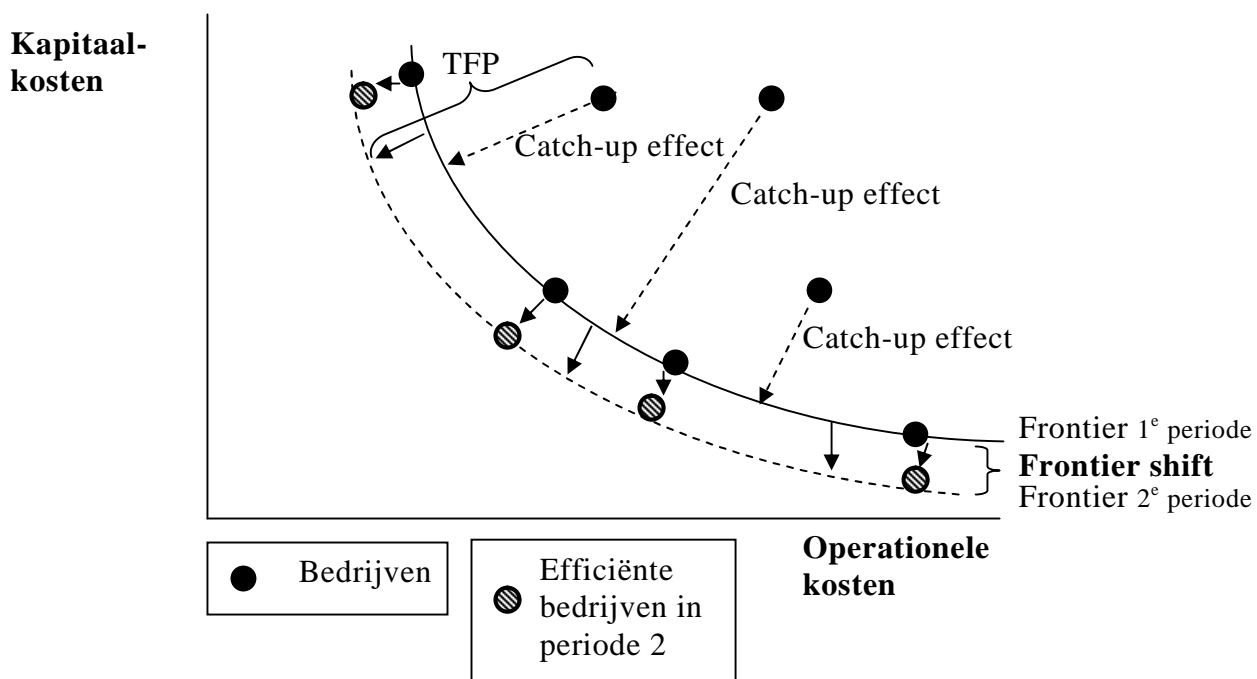 Kapitaal-
kosten
TFP
Catch-up effect
Catch-up effect
Catch-up effect
Frontier 1e periode
Frontier shift
Frontier 2e periode
Operationele
kosten
Bedrijven
Efficiënte
bedrijven in
periode 2